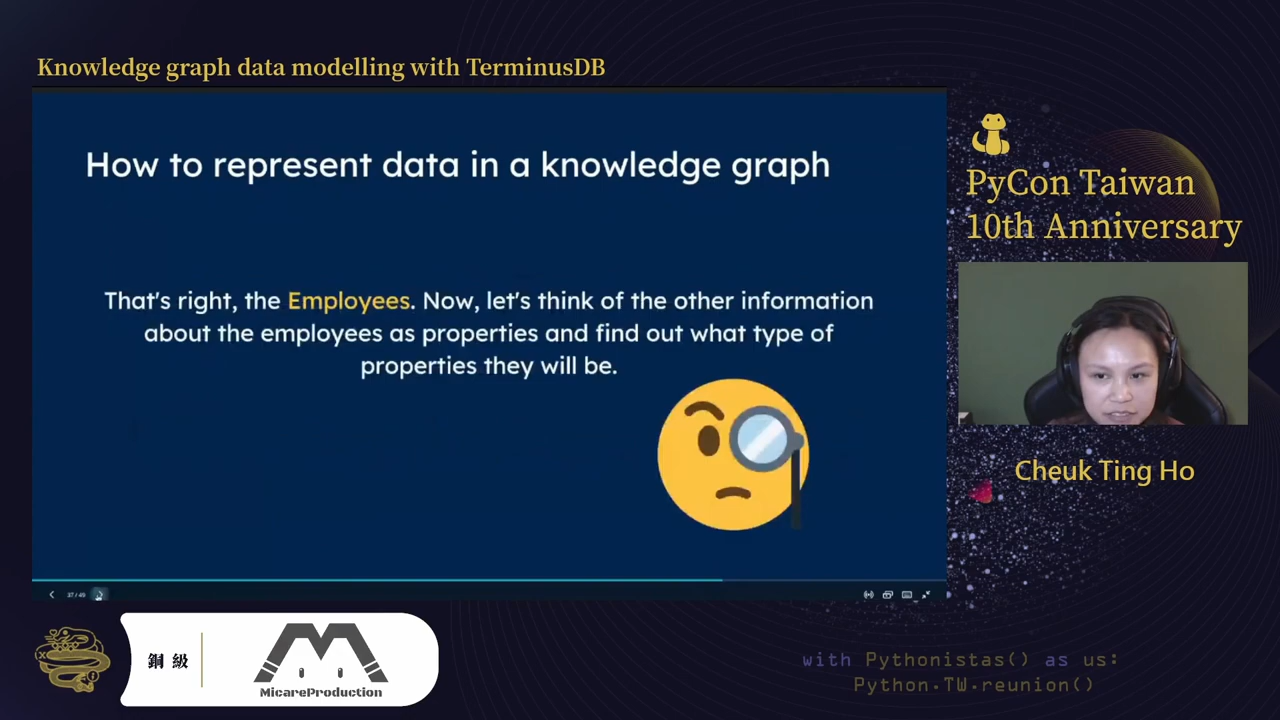 Knowledge graph data modelling with TerminusDB
How to represent data in a knowledge graph
That's right, the Employees. Now, let's think of the other information
about the employees as properties and find out what type of
properties they will be.
37/49
PyCon Taiwan
10th Anniversary
Cheuk Ting Ho
銅級
MicareProduction
with Pythonistas() as us:
Python.TW.reunion()